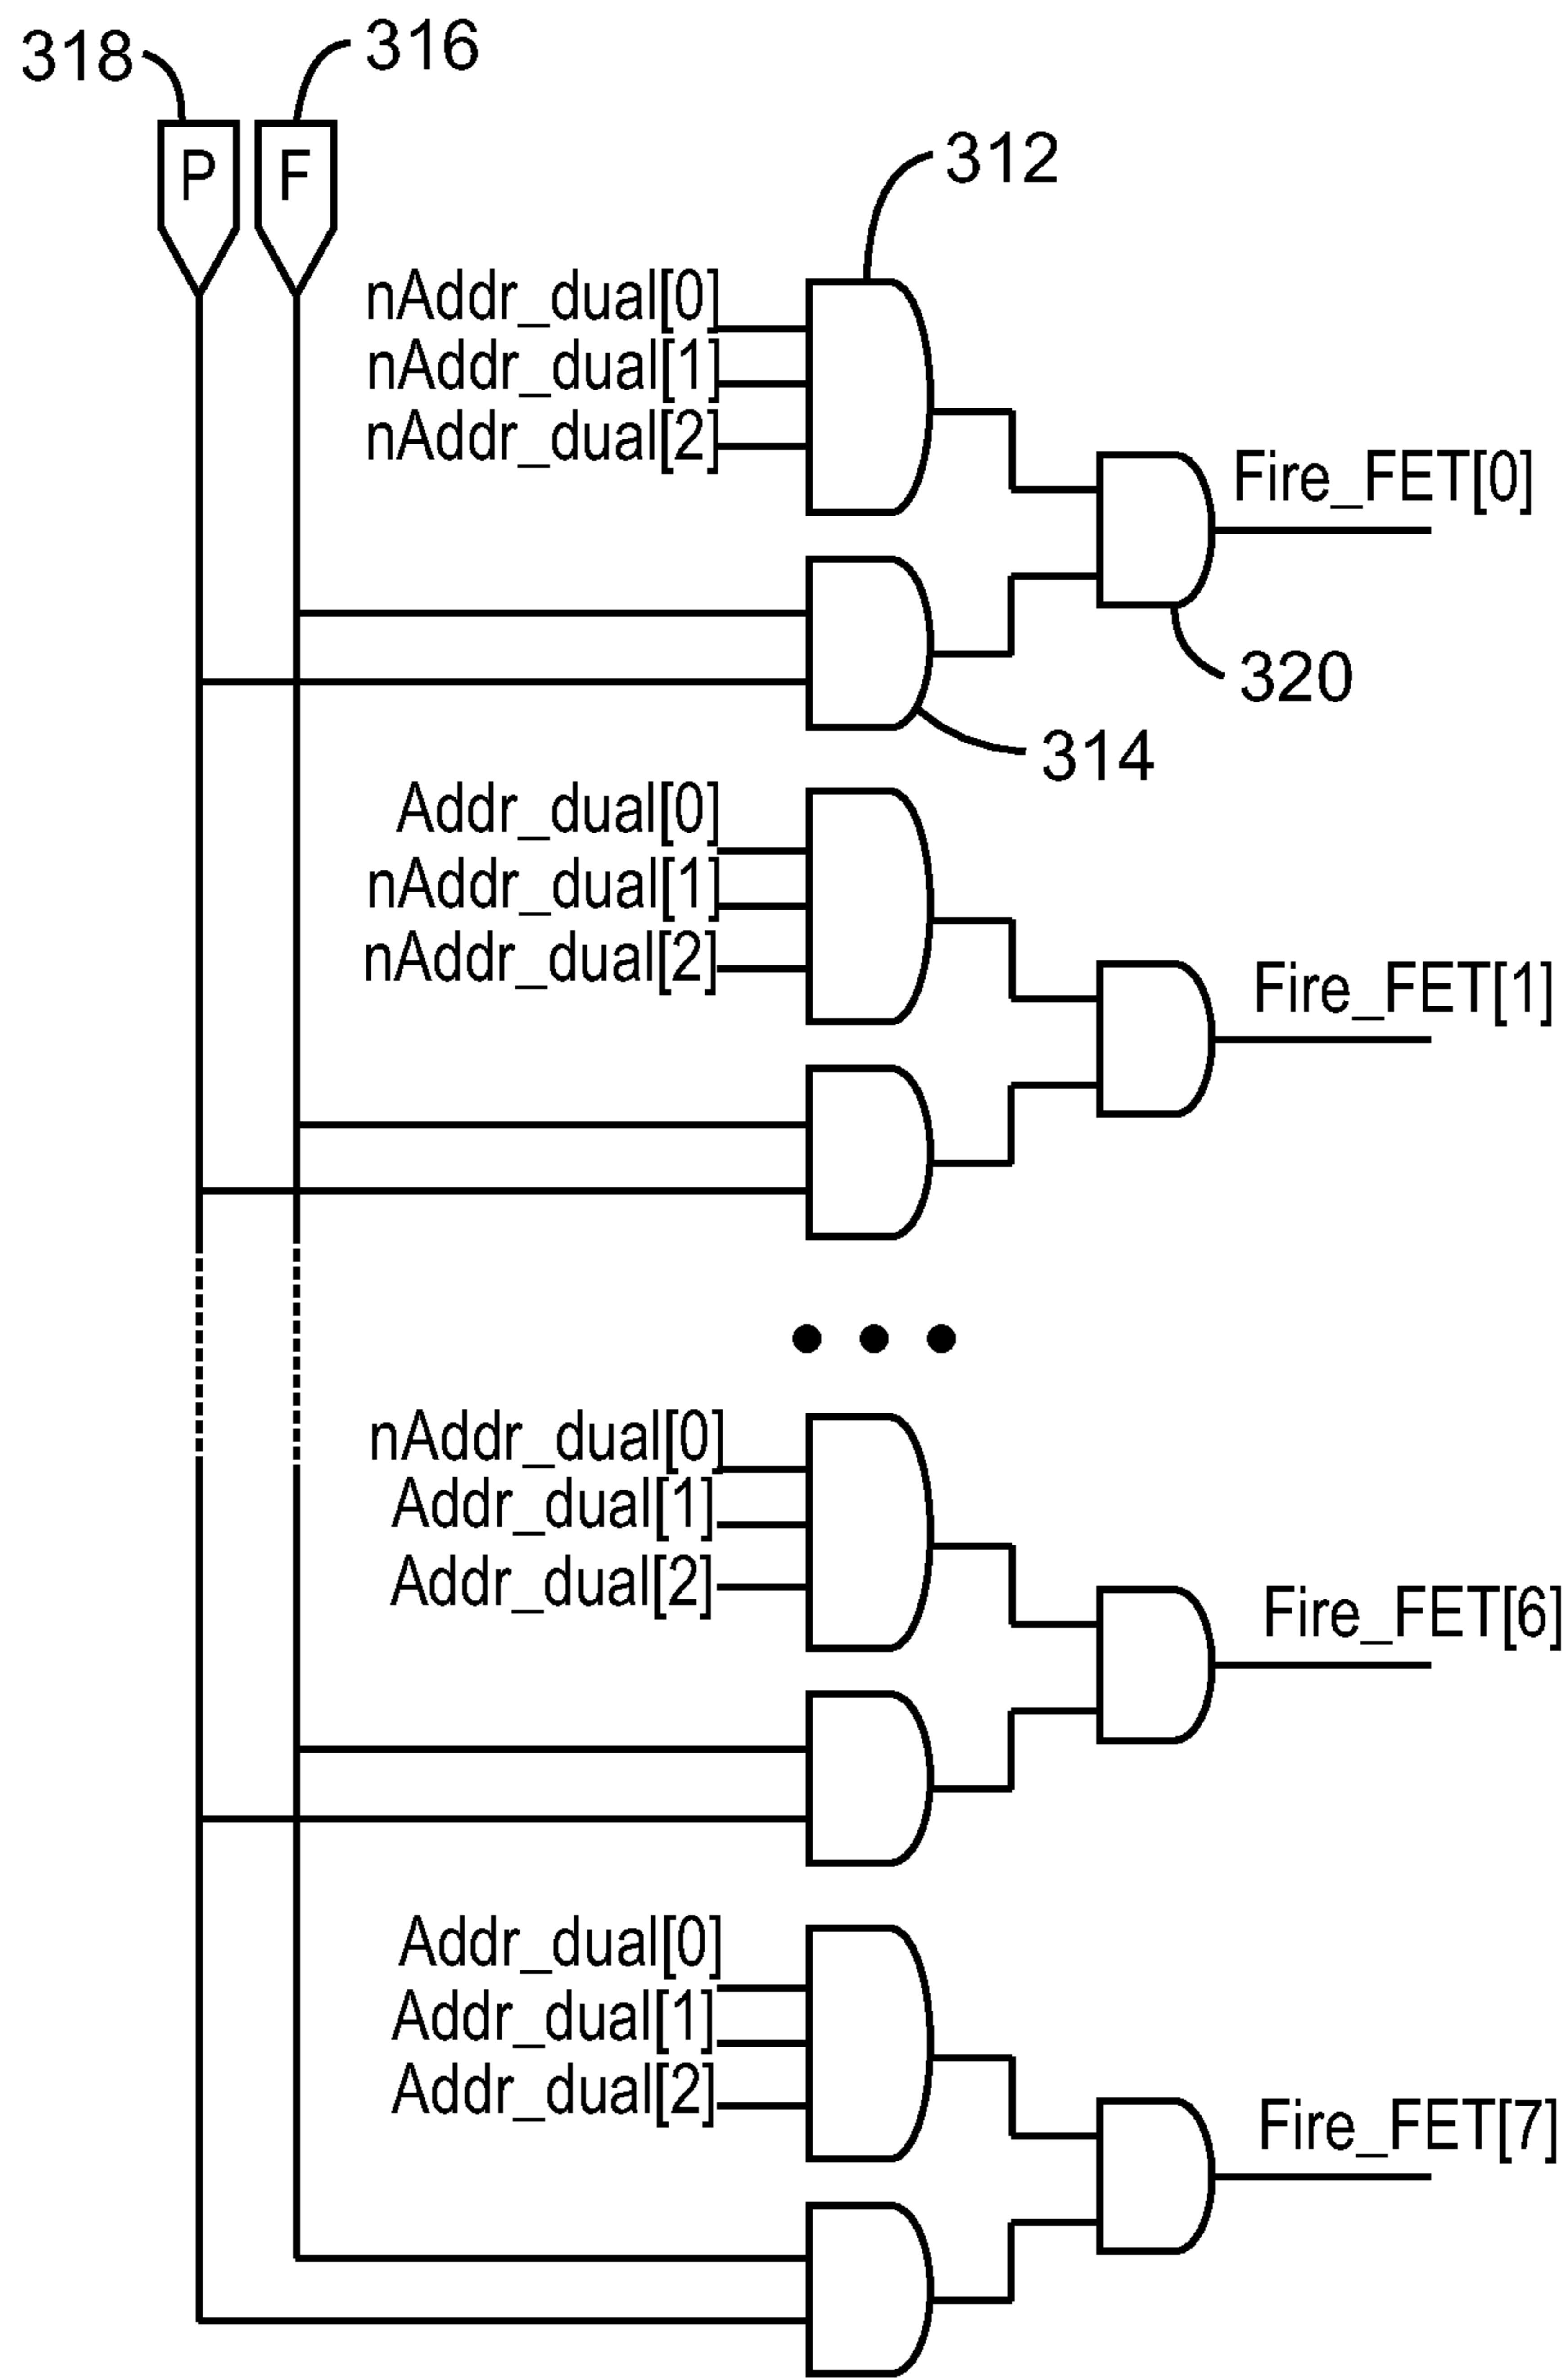 318
316
P
F
312
nAddr_dual[0]
nAddr_dual[1]
nAddr_dual[2]
Fire_FET[0]
320
314
Addr_dual[0]
nAddr_dual[1]
nAddr_dual[2]
Fire_FET[1]
nAddr_dual[0]
Addr_dual[1]
Addr_dual[2]
Fire_FET[6]
Addr_dual[0]
Addr_dual[1]
Addr_dual[2]
Fire_FET[7]